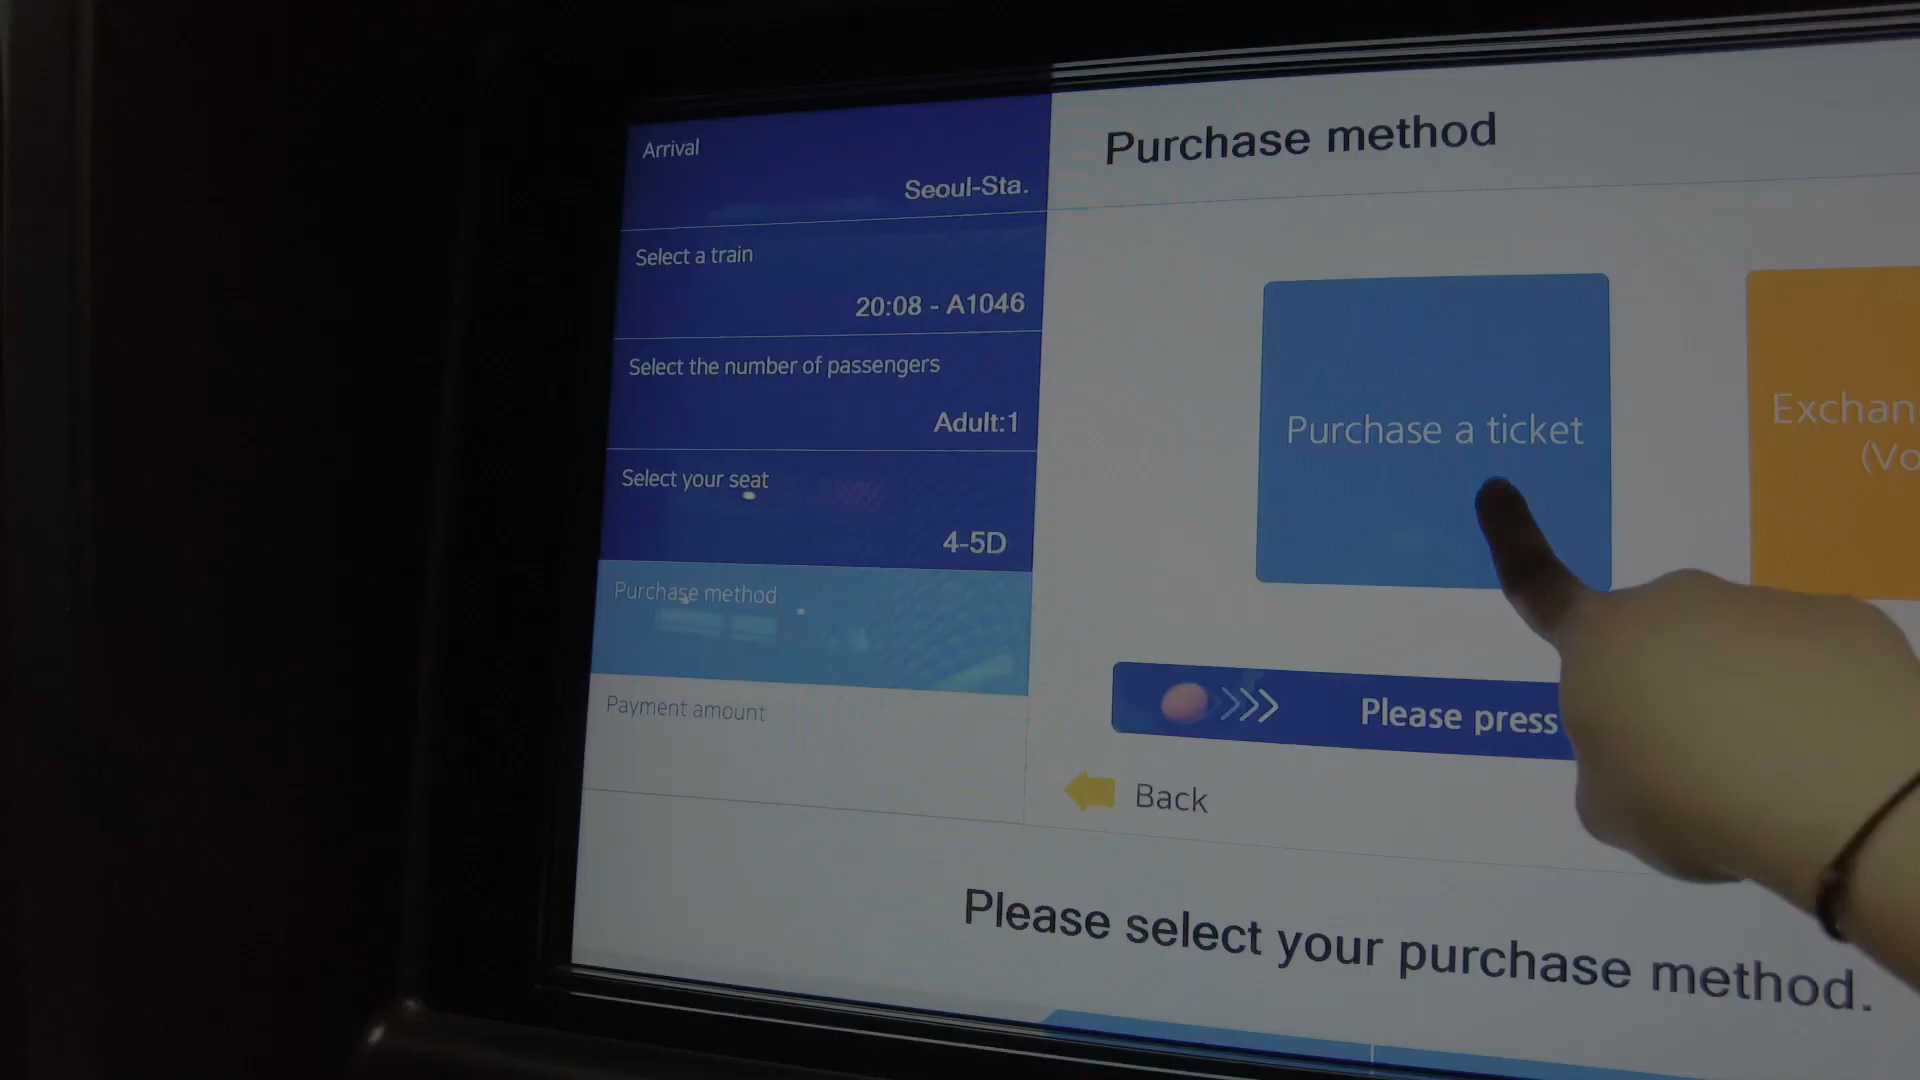 Arrival
Seoul-Sta.
Select a train
20:08 - A1046
Select the number of passengers
Adult:1
Select your seat
4-5D
Purchase method
Payment amount
Purchase method
Purchase a ticket
(Vo
Please press
Back
Please select your purchase method.